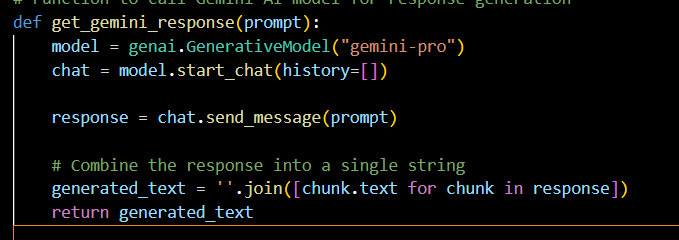 # Function to call Gemini AI model for response generation
def get_gemini_response(prompt):
    model = genai.GenerativeModel("gemini-pro")
    chat = model.start_chat(history=[])
    response = chat.send_message(prompt)
    # Combine the response into a single string
    generated_text = ''.join([chunk.text for chunk in response])
    return generated_text